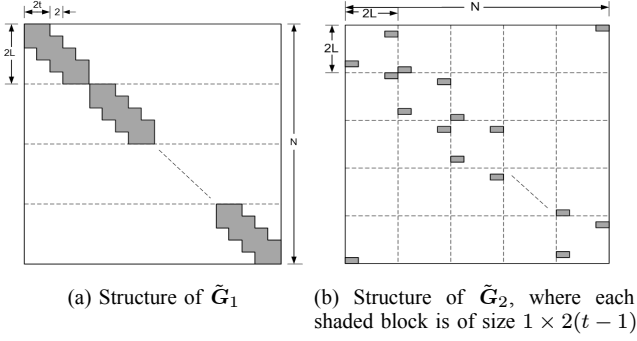 2t
2
2L
N
N
2L
2L
(a) Structure of G̃₁
(b) Structure of G̃₂, where each
shaded block is of size 1 × 2(t − 1)